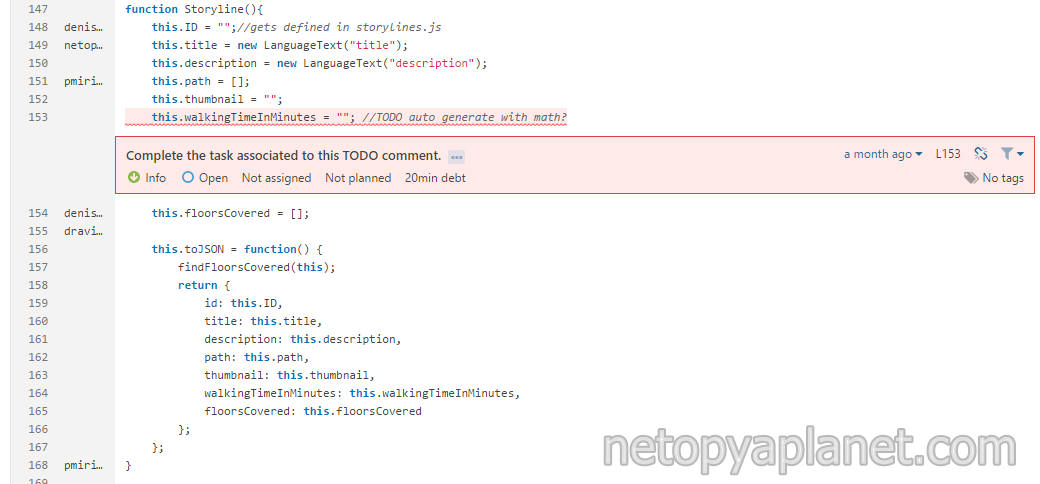 147 function Storyline(){
148 denis… this.ID = "";//gets defined in storylines.js
149 netop… this.title = new LanguageText("title");
150 this.description = new LanguageText("description");
151 pmiri… this.path = [];
152 this.thumbnail = "";
153 this.walkingTimeInMinutes = ""; //TODO auto generate with math?
Complete the task associated to this TODO comment. ... a month ago L153
Info Open Not assigned Not planned 20min debt No tags
154 denis… this.floorsCovered = [];
155 dravi…
156 this.toJSON = function() {
157 findFloorsCovered(this);
158 return {
159 id: this.ID,
160 title: this.title,
161 description: this.description,
162 path: this.path,
163 thumbnail: this.thumbnail,
164 walkingTimeInMinutes: this.walkingTimeInMinutes,
165 floorsCovered: this.floorsCovered
166 };
167 };
168 pmiri… }
169
netopyaplanet.com